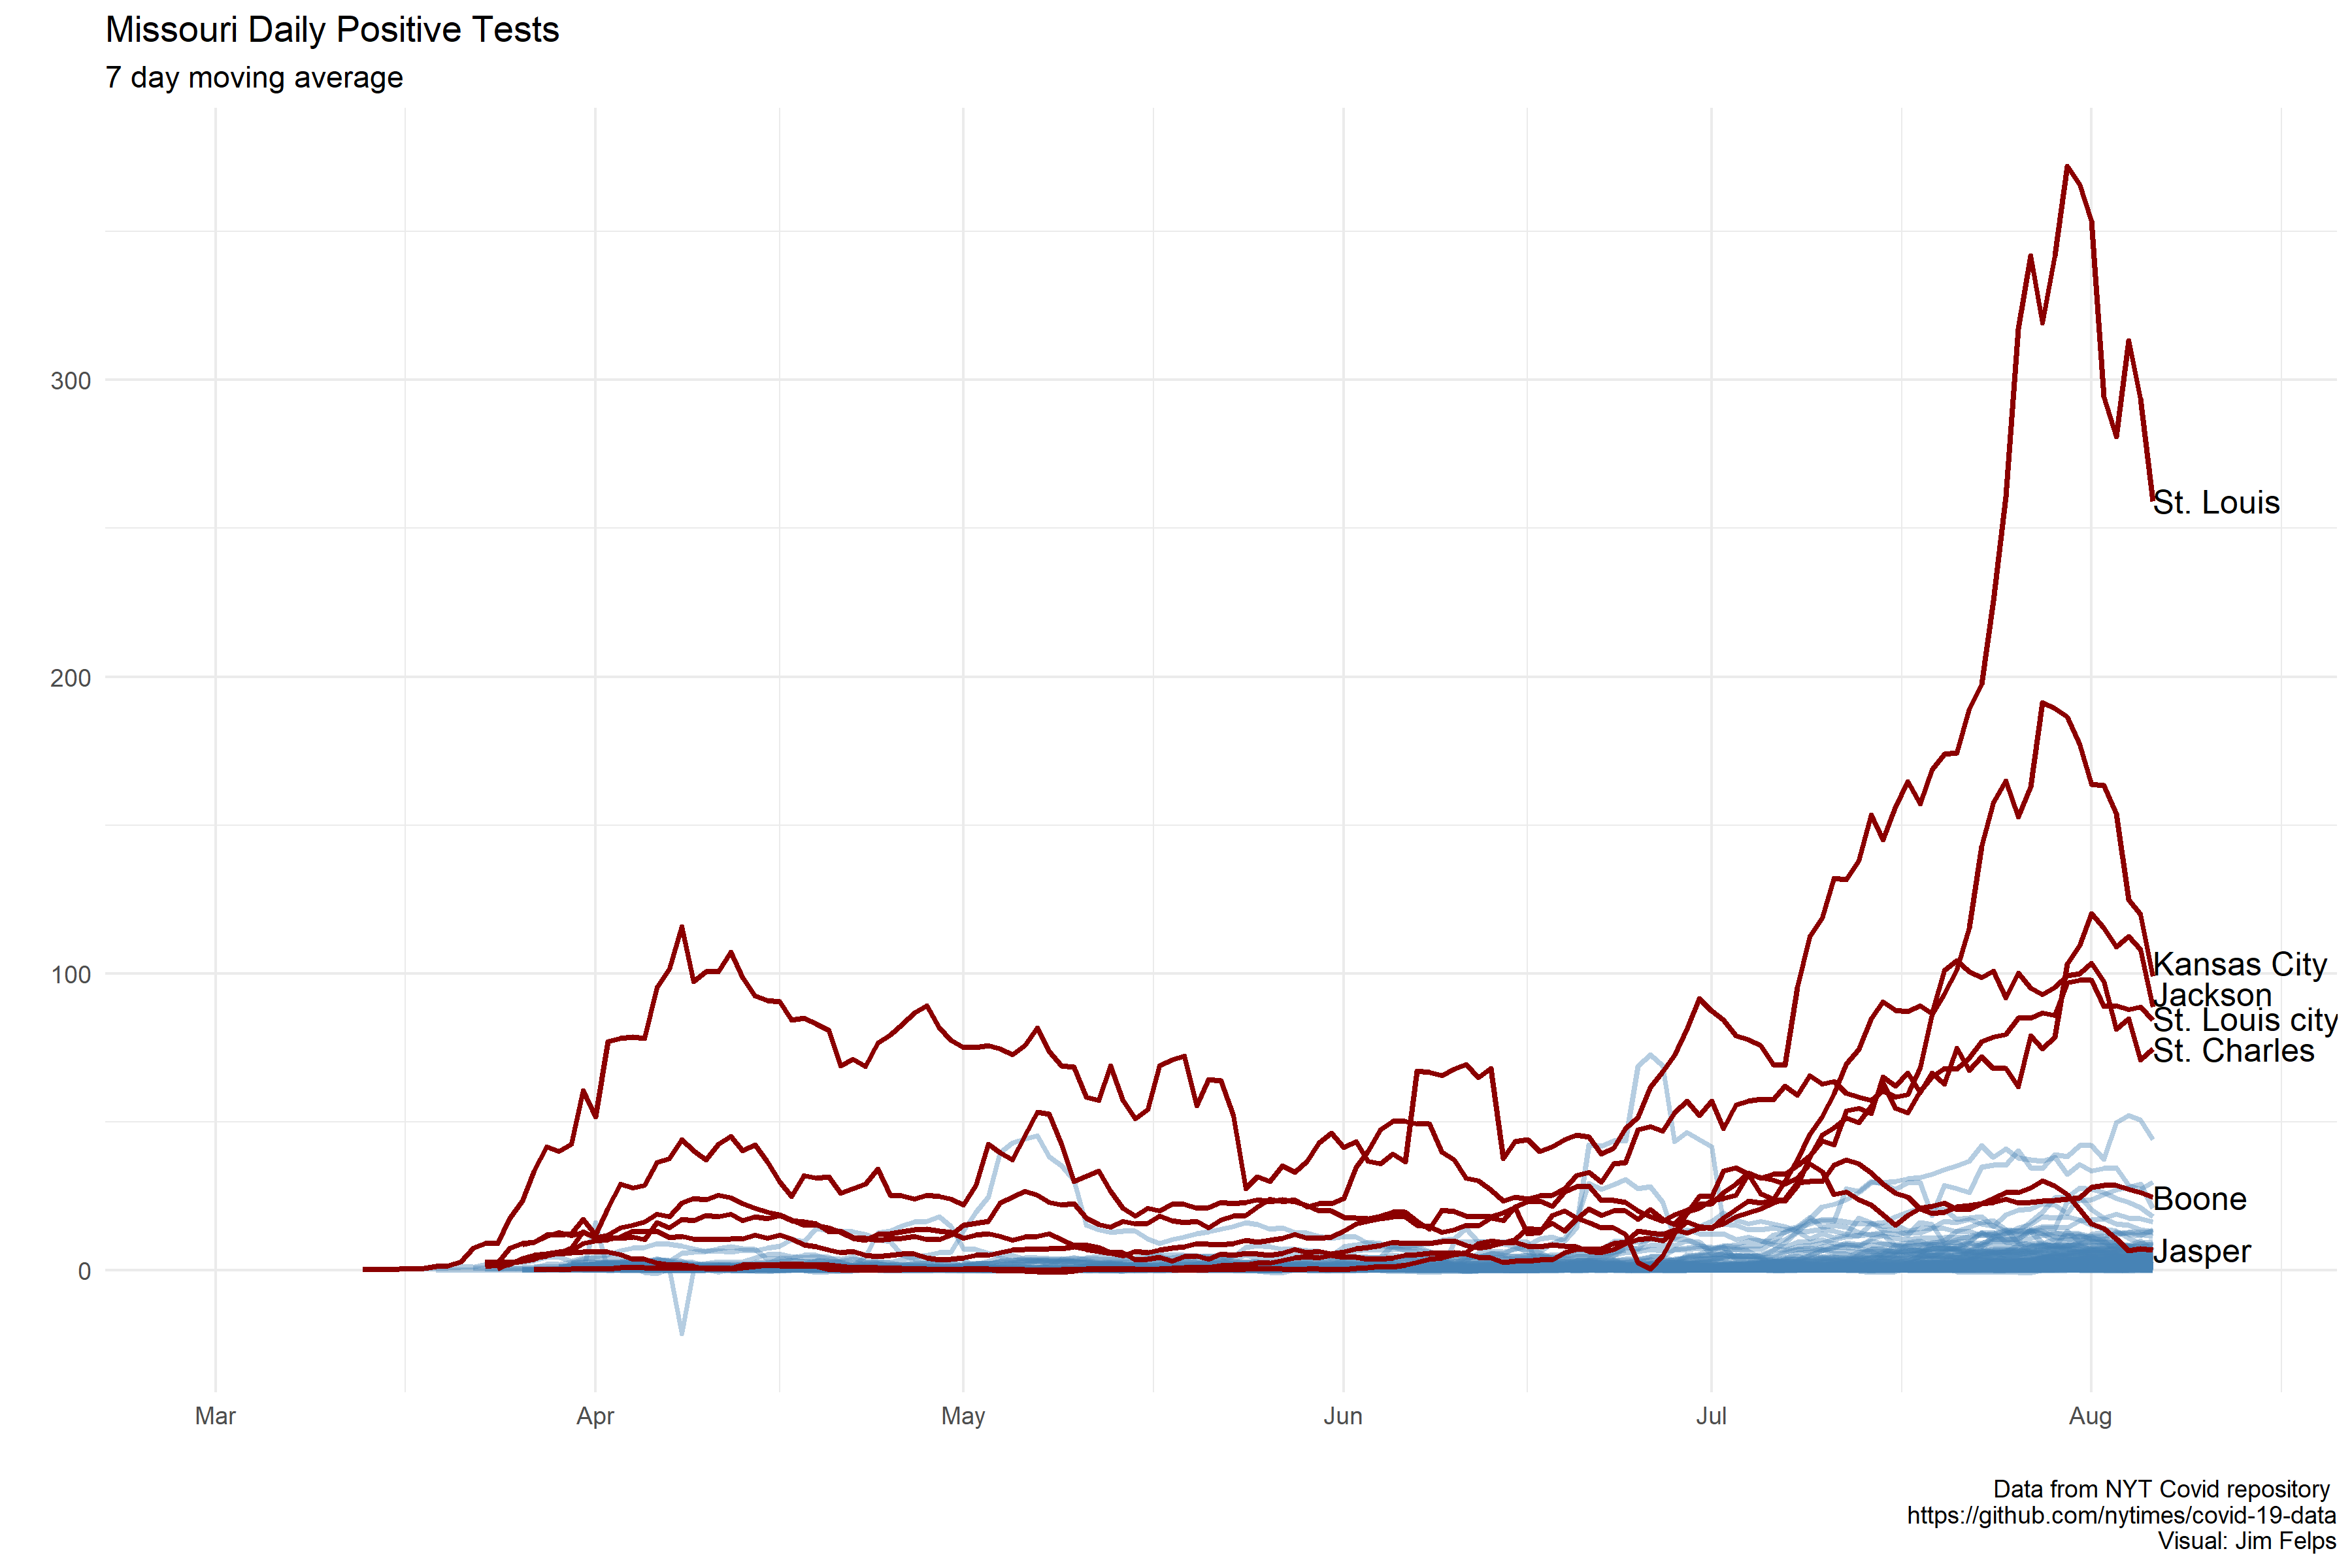 Missouri Daily Positive Tests
7 day moving average
300
200
100
0
St. Louis
Kansas City
Jackson
St. Louis city
St. Charles
Boone
Jasper
Mar Apr May Jun Jul Aug
Data from NYT Covid repository
https://github.com/nytimes/covid-19-data
Visual: Jim Felps